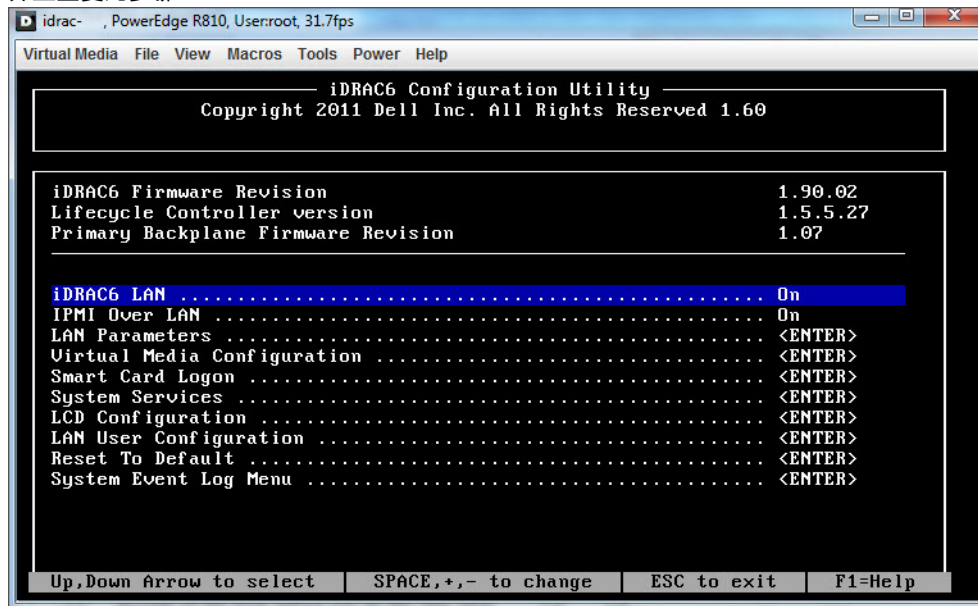 idrac- , PowerEdge R810, User:root, 31.7fps
Virtual Media File View Macros Tools Power Help
iDRAC6 Configuration Utility
Copyright 2011 Dell Inc. All Rights Reserved 1.60
iDRAC6 Firmware Revision 1.90.02
Lifecycle Controller version 1.5.5.27
Primary Backplane Firmware Revision 1.07
iDRAC6 LAN ................................................... On
IPMI Over LAN ................................................ On
LAN Parameters ............................................... <ENTER>
Virtual Media Configuration .................................. <ENTER>
Smart Card Logon ............................................. <ENTER>
System Services .............................................. <ENTER>
LCD Configuration ............................................ <ENTER>
LAN User Configuration ....................................... <ENTER>
Reset To Default ............................................. <ENTER>
System Event Log Menu ........................................ <ENTER>
Up,Down Arrow to select SPACE,+,- to change ESC to exit F1=Help